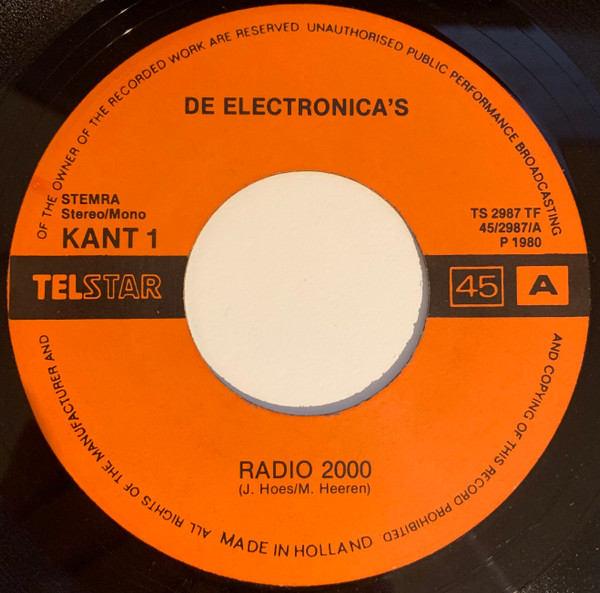 ALL RIGHTS OF THE MANUFACTURER AND OF THE OWNER OF THE RECORDED WORK ARE RESERVED UNAUTHORISED PUBLIC PERFORMANCE BROADCASTING AND COPYING OF THIS RECORD PROHIBITED
DE ELECTRONICA'S
STEMRA
Stereo/Mono
KANT 1
TS 2987 TF
45/2987/A
P 1980
TELSTAR
45
A
RADIO 2000
(J. Hoes/M. Heeren)
MADE IN HOLLAND